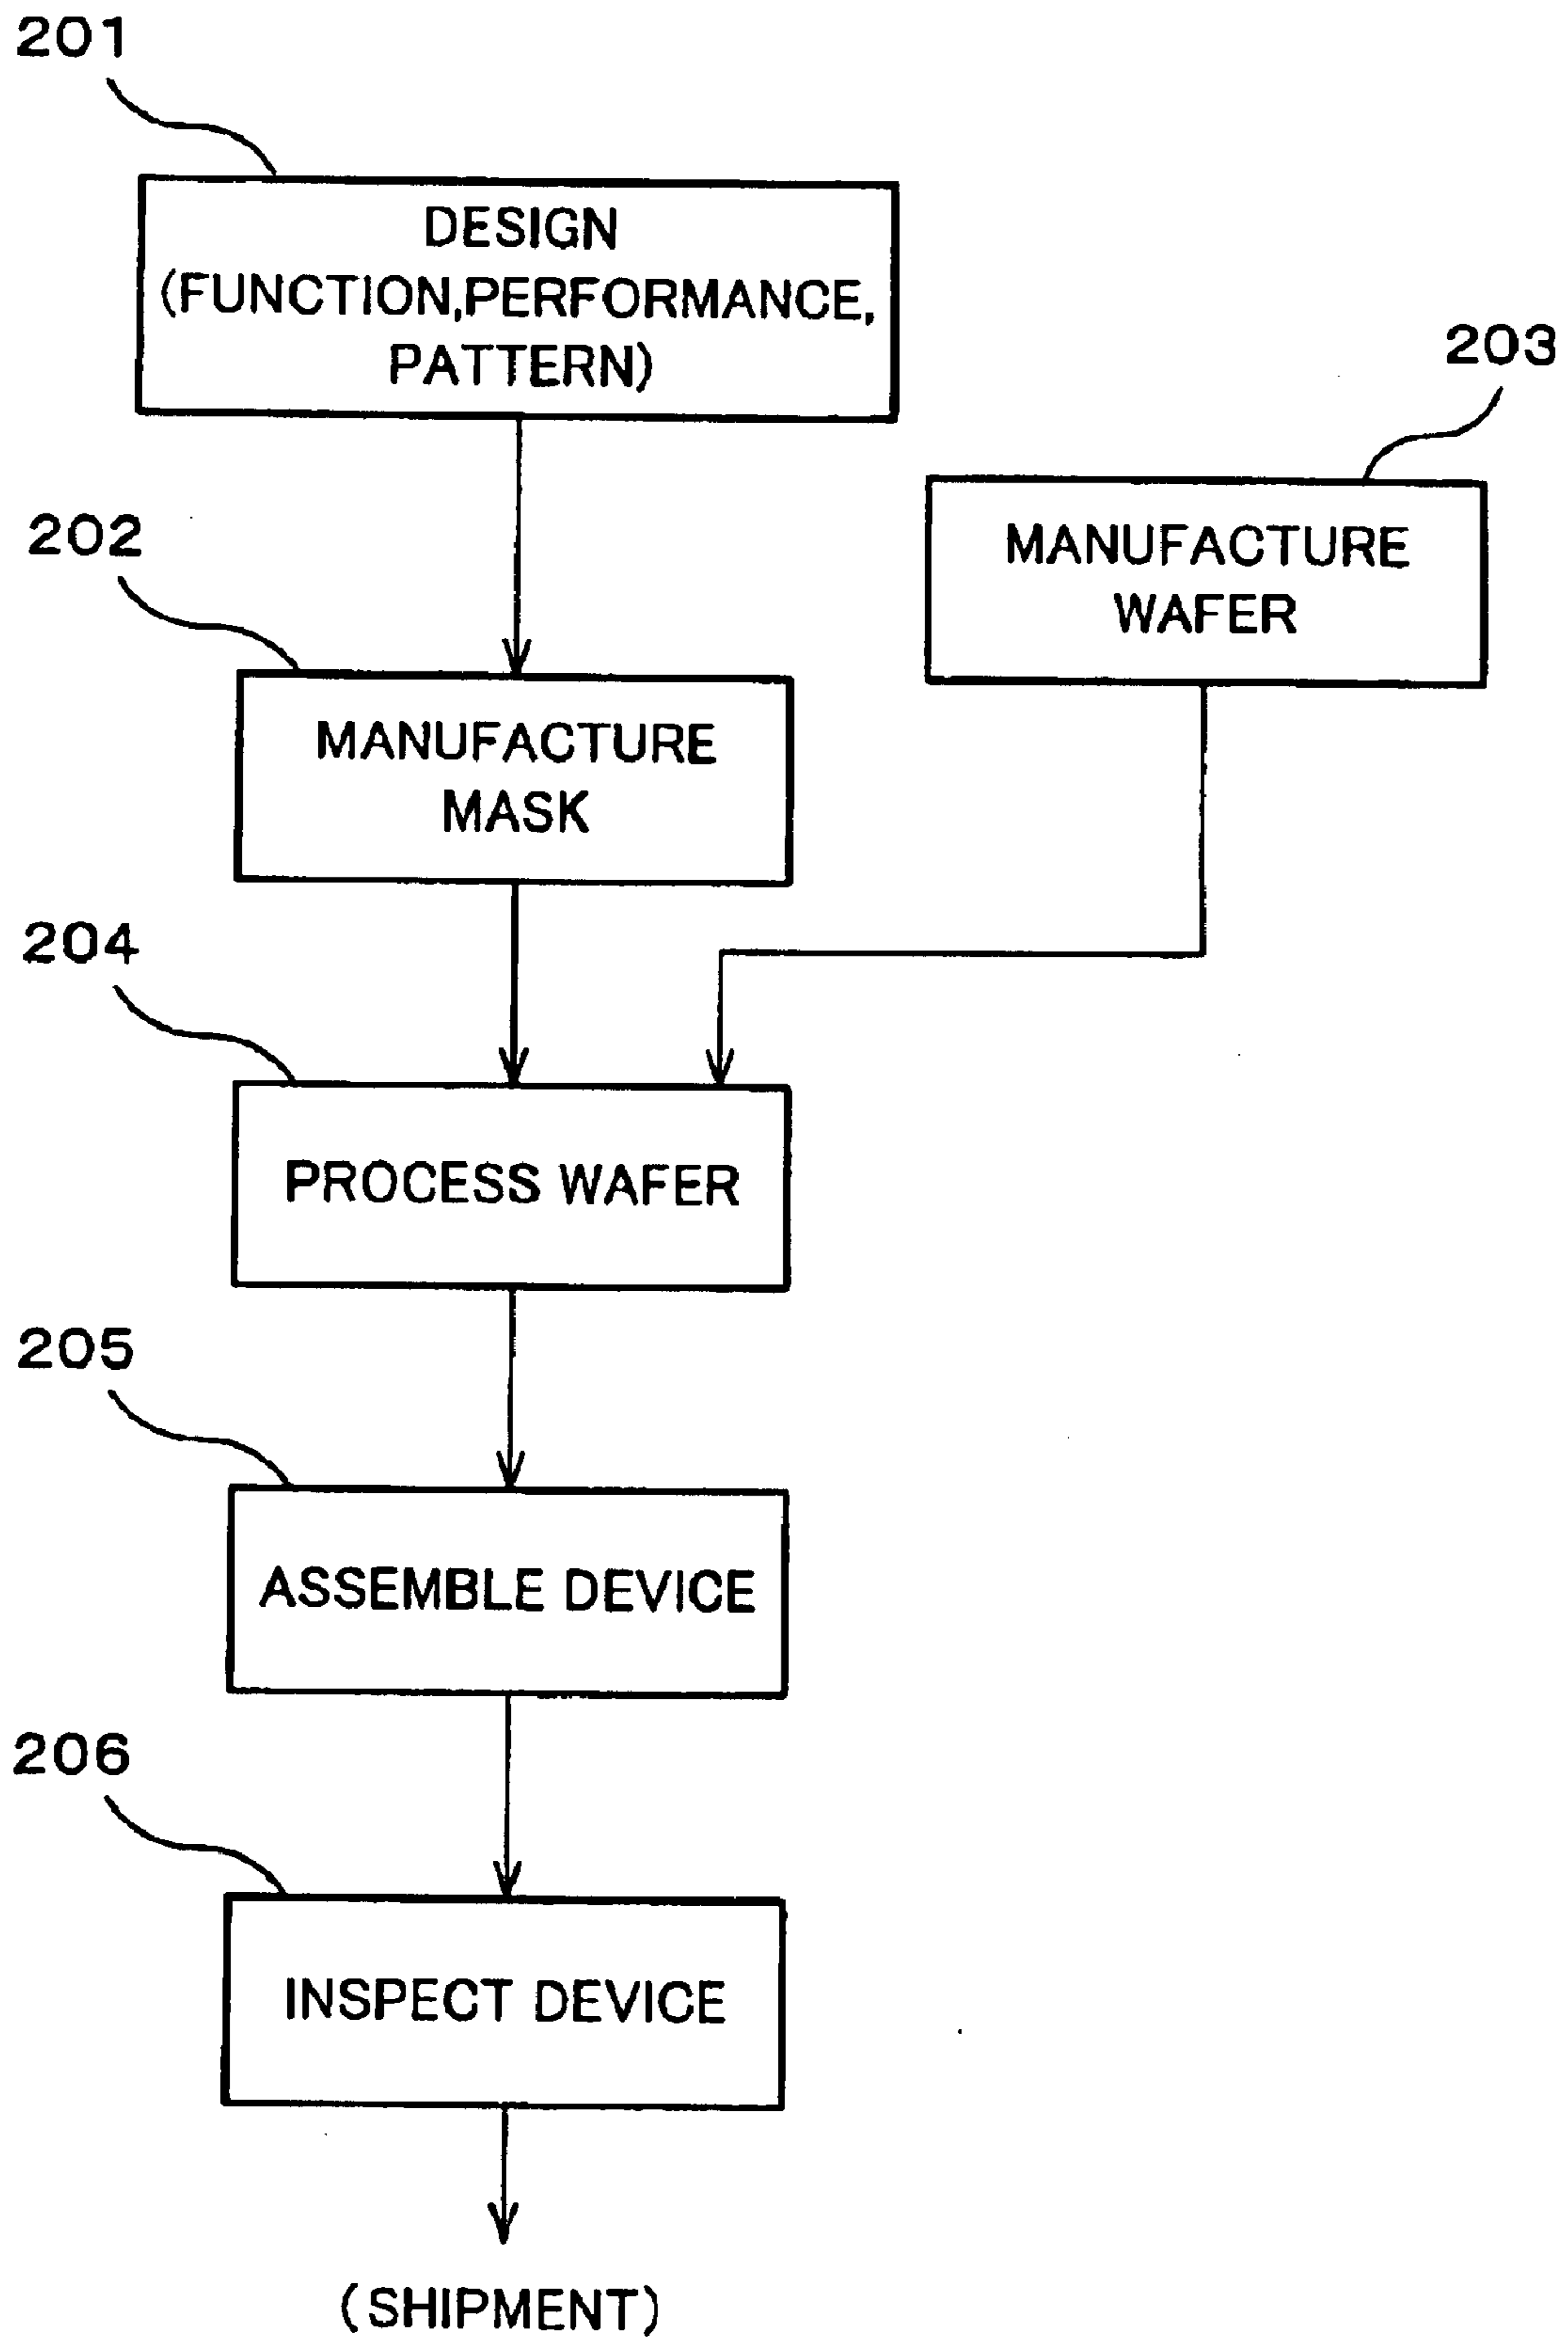 201
DESIGN
(FUNCTION,PERFORMANCE,
PATTERN)
203
MANUFACTURE
WAFER
202
MANUFACTURE
MASK
204
PROCESS WAFER
205
ASSEMBLE DEVICE
206
INSPECT DEVICE
(SHIPMENT)